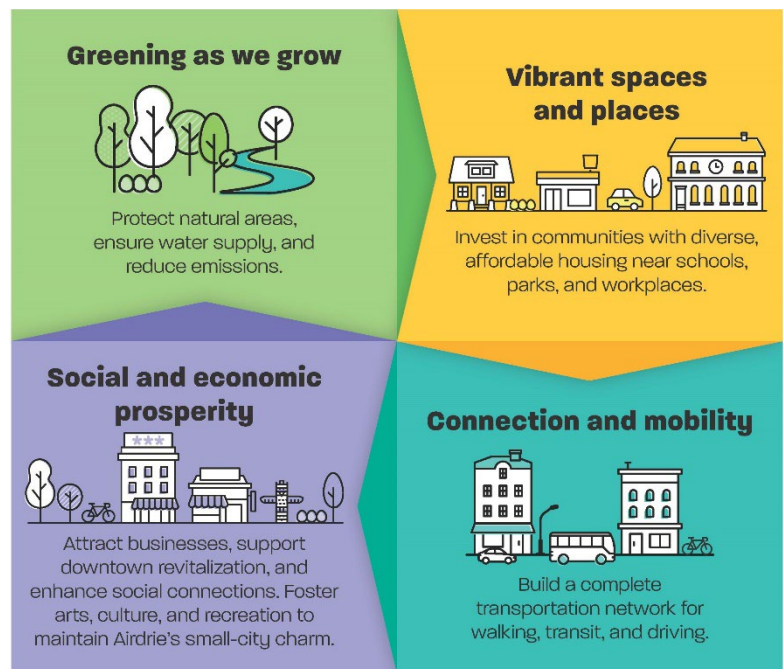 Greening as we grow
Protect natural areas,
ensure water supply, and
reduce emissions.
Vibrant spaces
and places
Invest in communities with diverse,
affordable housing near schools,
parks, and workplaces.
Social and economic
prosperity
Attract businesses, support
downtown revitalization, and
enhance social connections. Foster
arts, culture, and recreation to
maintain Airdrie's small-city charm.
Connection and mobility
Build a complete
transportation network for
walking, transit, and driving.